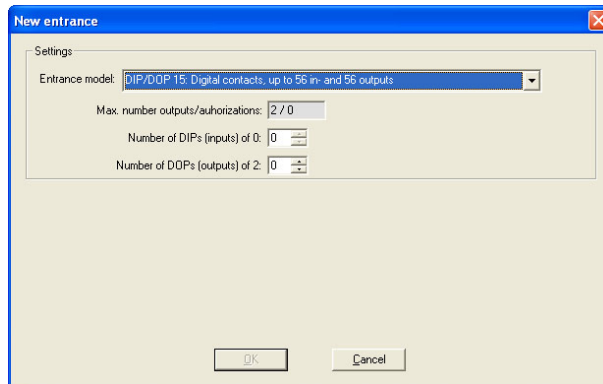 New entrance
Settings
Entrance model: DIP/DOP 15: Digital contacts, up to 56 in- and 56 outputs
Max. number outputs/auhorizations: 2 / 0
Number of DIPs (inputs) of 0: 0
Number of DOPs (outputs) of 2: 0
OK Cancel